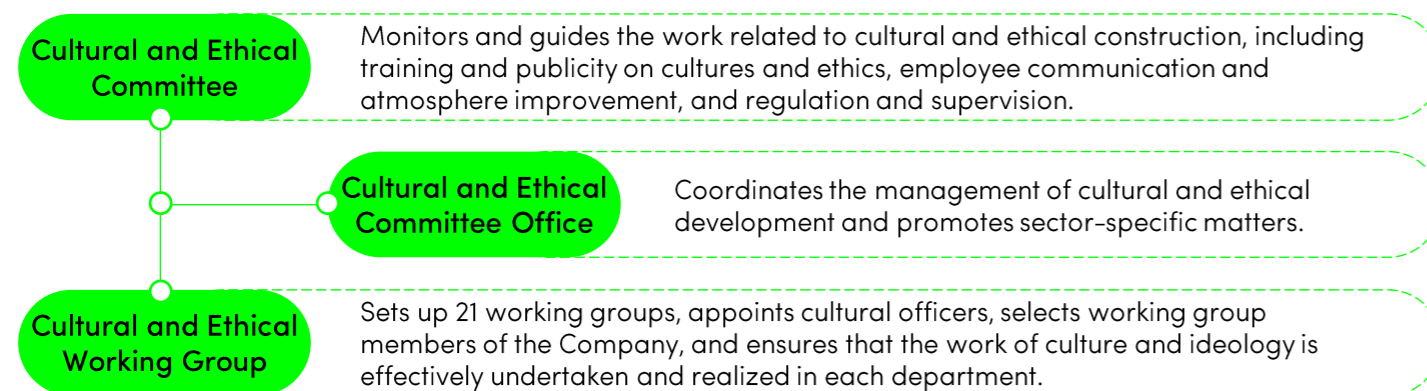 Cultural and Ethical
Committee
Monitors and guides the work related to cultural and ethical construction, including
training and publicity on cultures and ethics, employee communication and
atmosphere improvement, and regulation and supervision.
Cultural and Ethical
Committee Office
Coordinates the management of cultural and ethical
development and promotes sector-specific matters.
Cultural and Ethical
Working Group
Sets up 21 working groups, appoints cultural officers, selects working group
members of the Company, and ensures that the work of culture and ideology is
effectively undertaken and realized in each department.